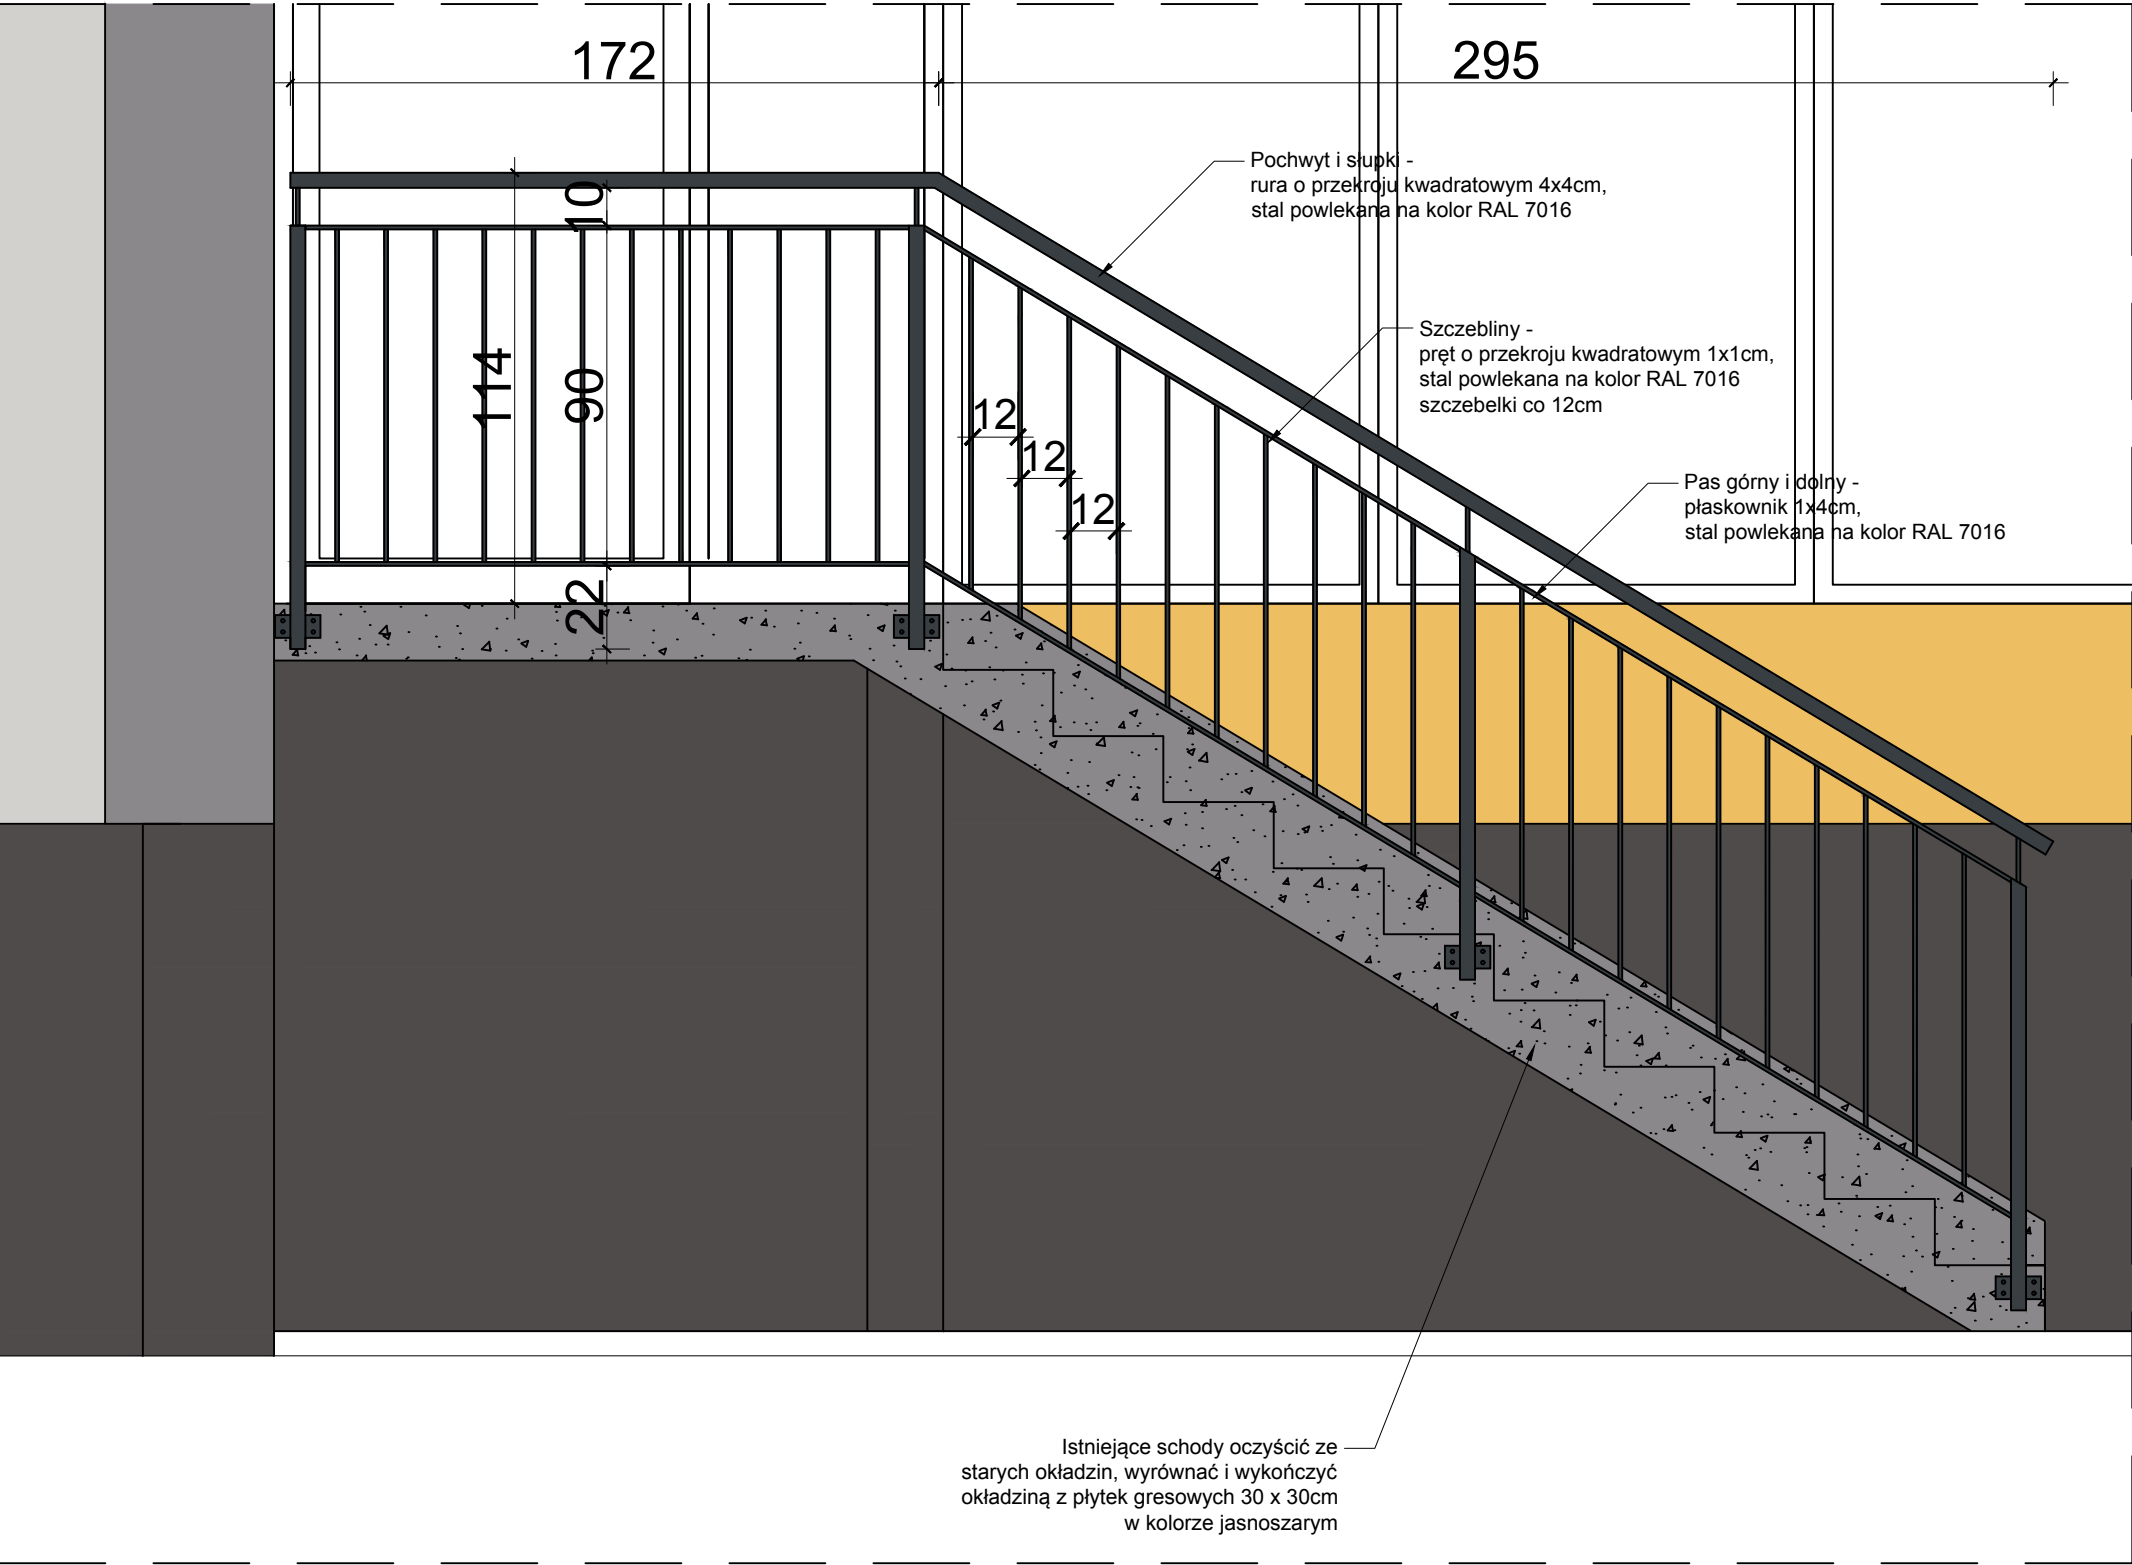 172
295
Pochwyt i słupki -
rura o przekroju kwadratowym 4x4cm,
stal powlekana na kolor RAL 7016
10
Szczebliny -
pręt o przekroju kwadratowym 1x1cm,
stal powlekana na kolor RAL 7016
szczebelki co 12cm
114
90
12
12
12
Pas górny i dolny -
płaskownik 1x4cm,
stal powlekana na kolor RAL 7016
22
Istniejące schody oczyścić ze
starych okładzin, wyrównać i wykończyć
okładziną z płytek gresowych 30 x 30cm
w kolorze jasnoszarym